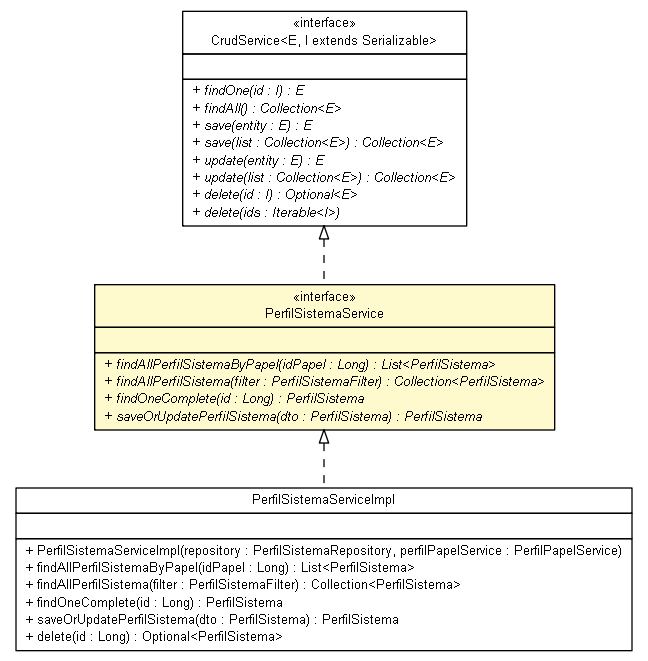 «interface»
CrudService<E, I extends Serializable>
+ findOne(id : I) : E
+ findAll() : Collection<E>
+ save(entity : E) : E
+ save(list : Collection<E>) : Collection<E>
+ update(entity : E) : E
+ update(list : Collection<E>) : Collection<E>
+ delete(id : I) : Optional<E>
+ delete(ids : Iterable<I>)
«interface»
PerfilSistemaService
+ findAllPerfilSistemaByPapel(idPapel : Long) : List<PerfilSistema>
+ findAllPerfilSistema(filter : PerfilSistemaFilter) : Collection<PerfilSistema>
+ findOneComplete(id : Long) : PerfilSistema
+ saveOrUpdatePerfilSistema(dto : PerfilSistema) : PerfilSistema
PerfilSistemaServiceImpl
+ PerfilSistemaServiceImpl(repository : PerfilSistemaRepository, perfilPapelService : PerfilPapelService)
+ findAllPerfilSistemaByPapel(idPapel : Long) : List<PerfilSistema>
+ findAllPerfilSistema(filter : PerfilSistemaFilter) : Collection<PerfilSistema>
+ findOneComplete(id : Long) : PerfilSistema
+ saveOrUpdatePerfilSistema(dto : PerfilSistema) : PerfilSistema
+ delete(id : Long) : Optional<PerfilSistema>